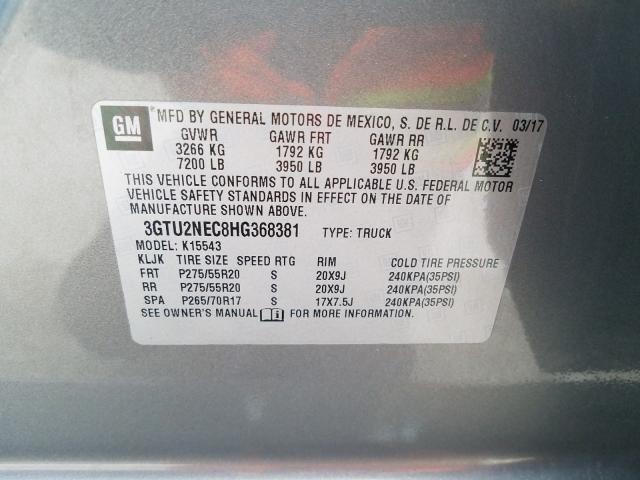 GM
MFD BY GENERAL MOTORS DE MEXICO, S. DE R.L. DE C.V. 03/17
GVWR GAWR FRT GAWR RR
3266 KG 1792 KG 1792 KG
7200 LB 3950 LB 3950 LB
THIS VEHICLE CONFORMS TO ALL APPLICABLE U.S. FEDERAL MOTOR
VEHICLE SAFETY STANDARDS IN EFFECT ON THE DATE OF
MANUFACTURE SHOWN ABOVE.
3GTU2NEC8HG368381 TYPE: TRUCK
MODEL: K15543
KLJK TIRE SIZE SPEED RTG RIM COLD TIRE PRESSURE
FRT P275/55R20 S 20X9J 240KPA(35PSI)
RR P275/55R20 S 20X9J 240KPA(35PSI)
SPA P265/70R17 S 17X7.5J 240KPA(35PSI)
SEE OWNER'S MANUAL i FOR MORE INFORMATION.